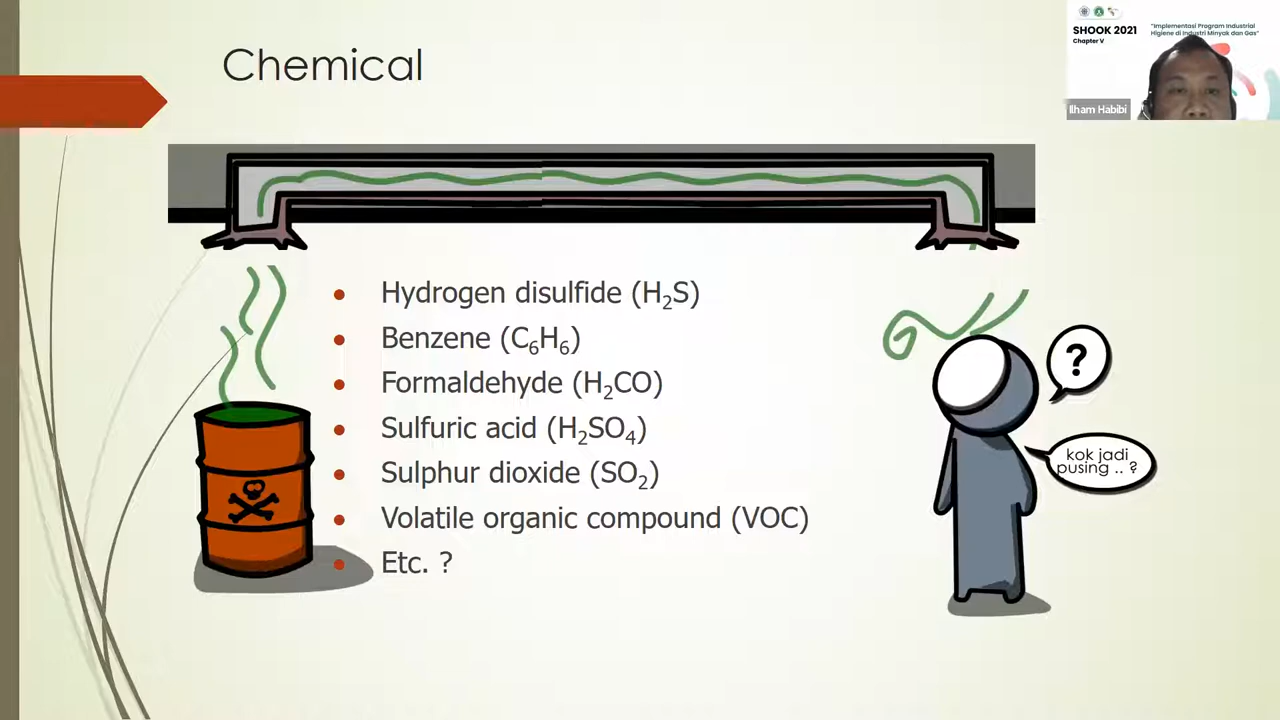 Chemical
SHOOK 2021
Chapter V
"Implementasi Program Industrial
Higiene di Industri Minyak dan Gas"
Ilham Habibi
Hydrogen disulfide (H₂S)
Benzene (C₆H₆)
Formaldehyde (H₂CO)
Sulfuric acid (H₂SO₄)
Sulphur dioxide (SO₂)
Volatile organic compound (VOC)
Etc. ?
?
kok jadi
pusing .. ?